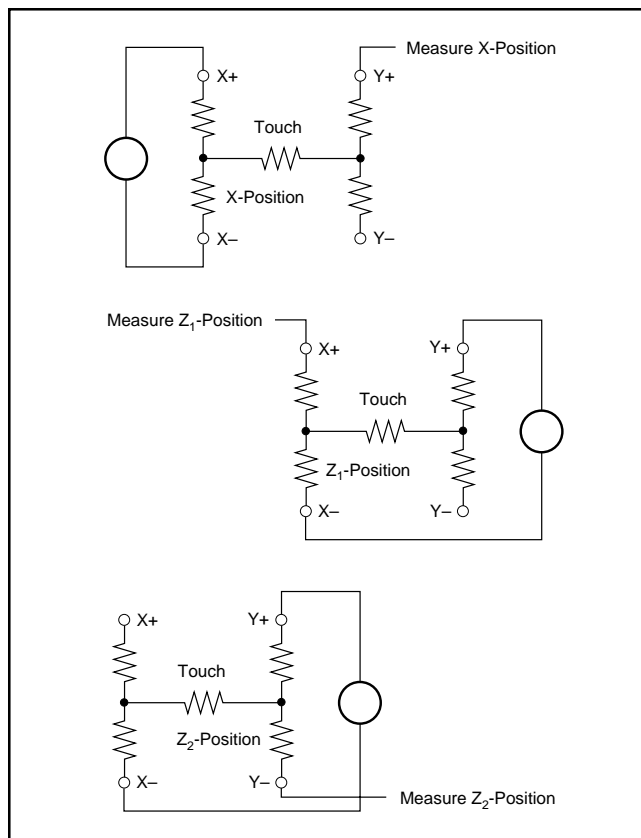 Measure X-Position
X+ Y+
Touch
X-Position
X– Y–
Measure Z₁-Position
X+ Y+
Touch
Z₁-Position
X– Y–
X+ Y+
Touch
Z₂-Position
X– Y–
Measure Z₂-Position